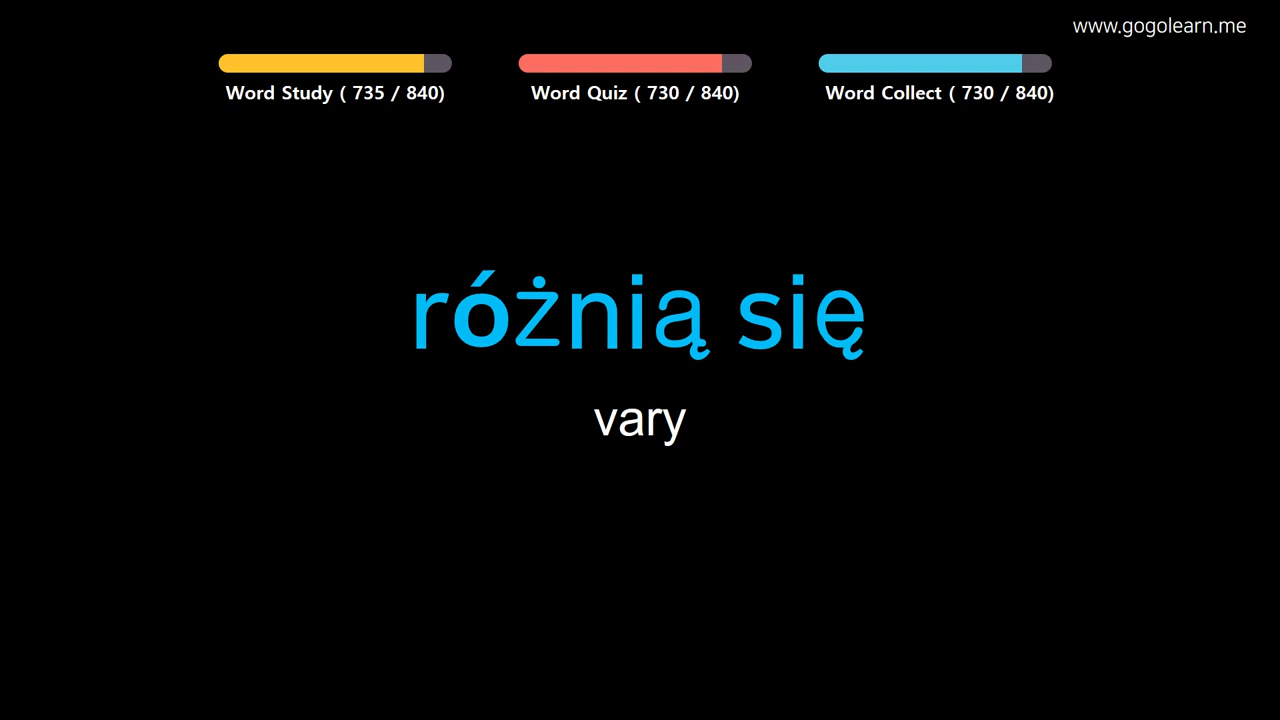 www.gogolearn.me
Word Study ( 735 / 840)
Word Quiz ( 730 / 840)
Word Collect ( 730 / 840)
różnią się
vary